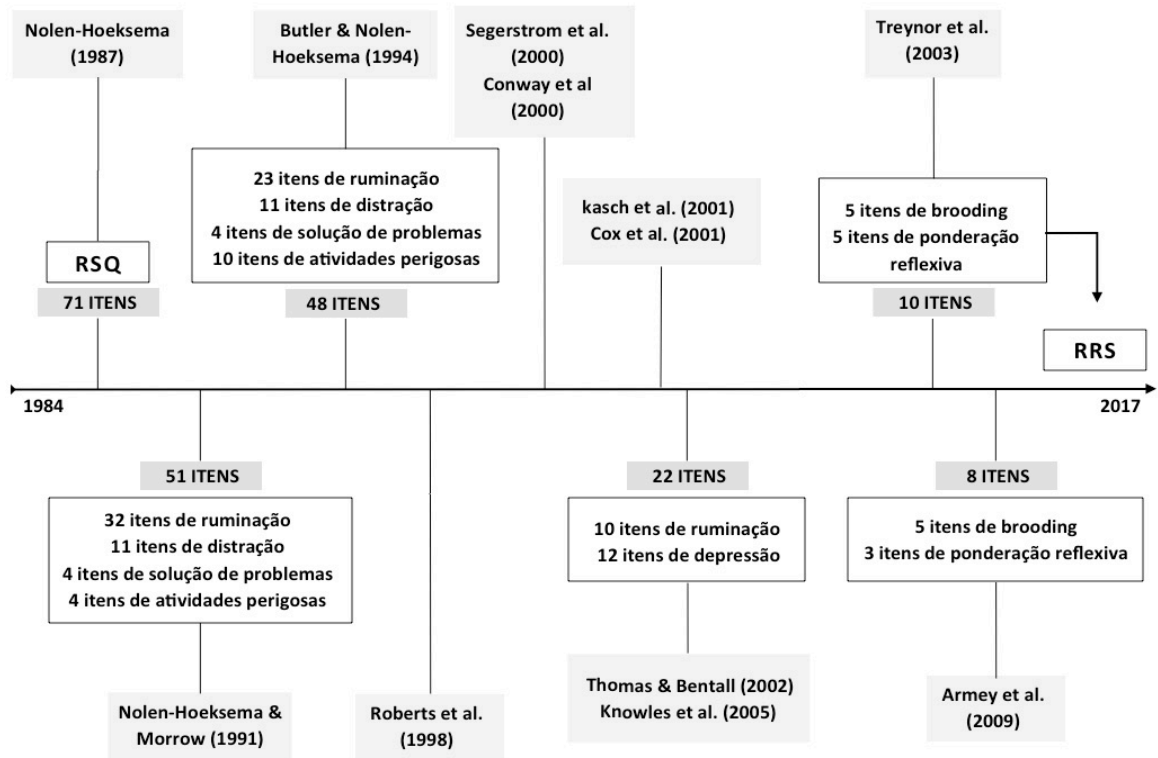 Nolen-Hoeksema
(1987)
Butler & Nolen-
Hoeksema (1994)
Segerstrom et al.
(2000)
Conway et al
(2000)
Treynor et al.
(2003)
23 itens de ruminação
11 itens de distração
4 itens de solução de problemas
10 itens de atividades perigosas
kasch et al. (2001)
Cox et al. (2001)
5 itens de brooding
5 itens de ponderação
reflexiva
RSQ
71 ITENS
48 ITENS
10 ITENS
RRS
1984
2017
51 ITENS
22 ITENS
8 ITENS
32 itens de ruminação
11 itens de distração
4 itens de solução de problemas
4 itens de atividades perigosas
10 itens de ruminação
12 itens de depressão
5 itens de brooding
3 itens de ponderação reflexiva
Nolen-Hoeksema &
Morrow (1991)
Roberts et al.
(1998)
Thomas & Bentall (2002)
Knowles et al. (2005)
Armey et al.
(2009)